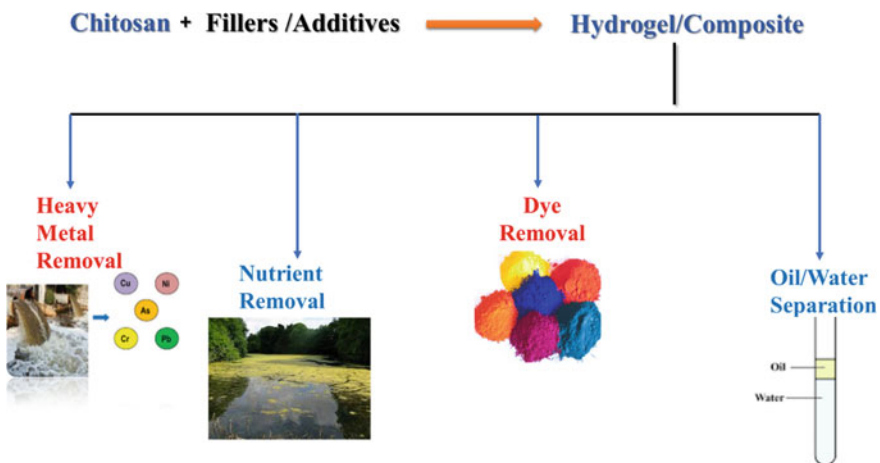 Chitosan + Fillers /Additives
Hydrogel/Composite
Heavy
Metal
Removal
Cu
Ni
As
Cr
Pb
Nutrient
Removal
Dye
Removal
Oil/Water
Separation
Oil
Water